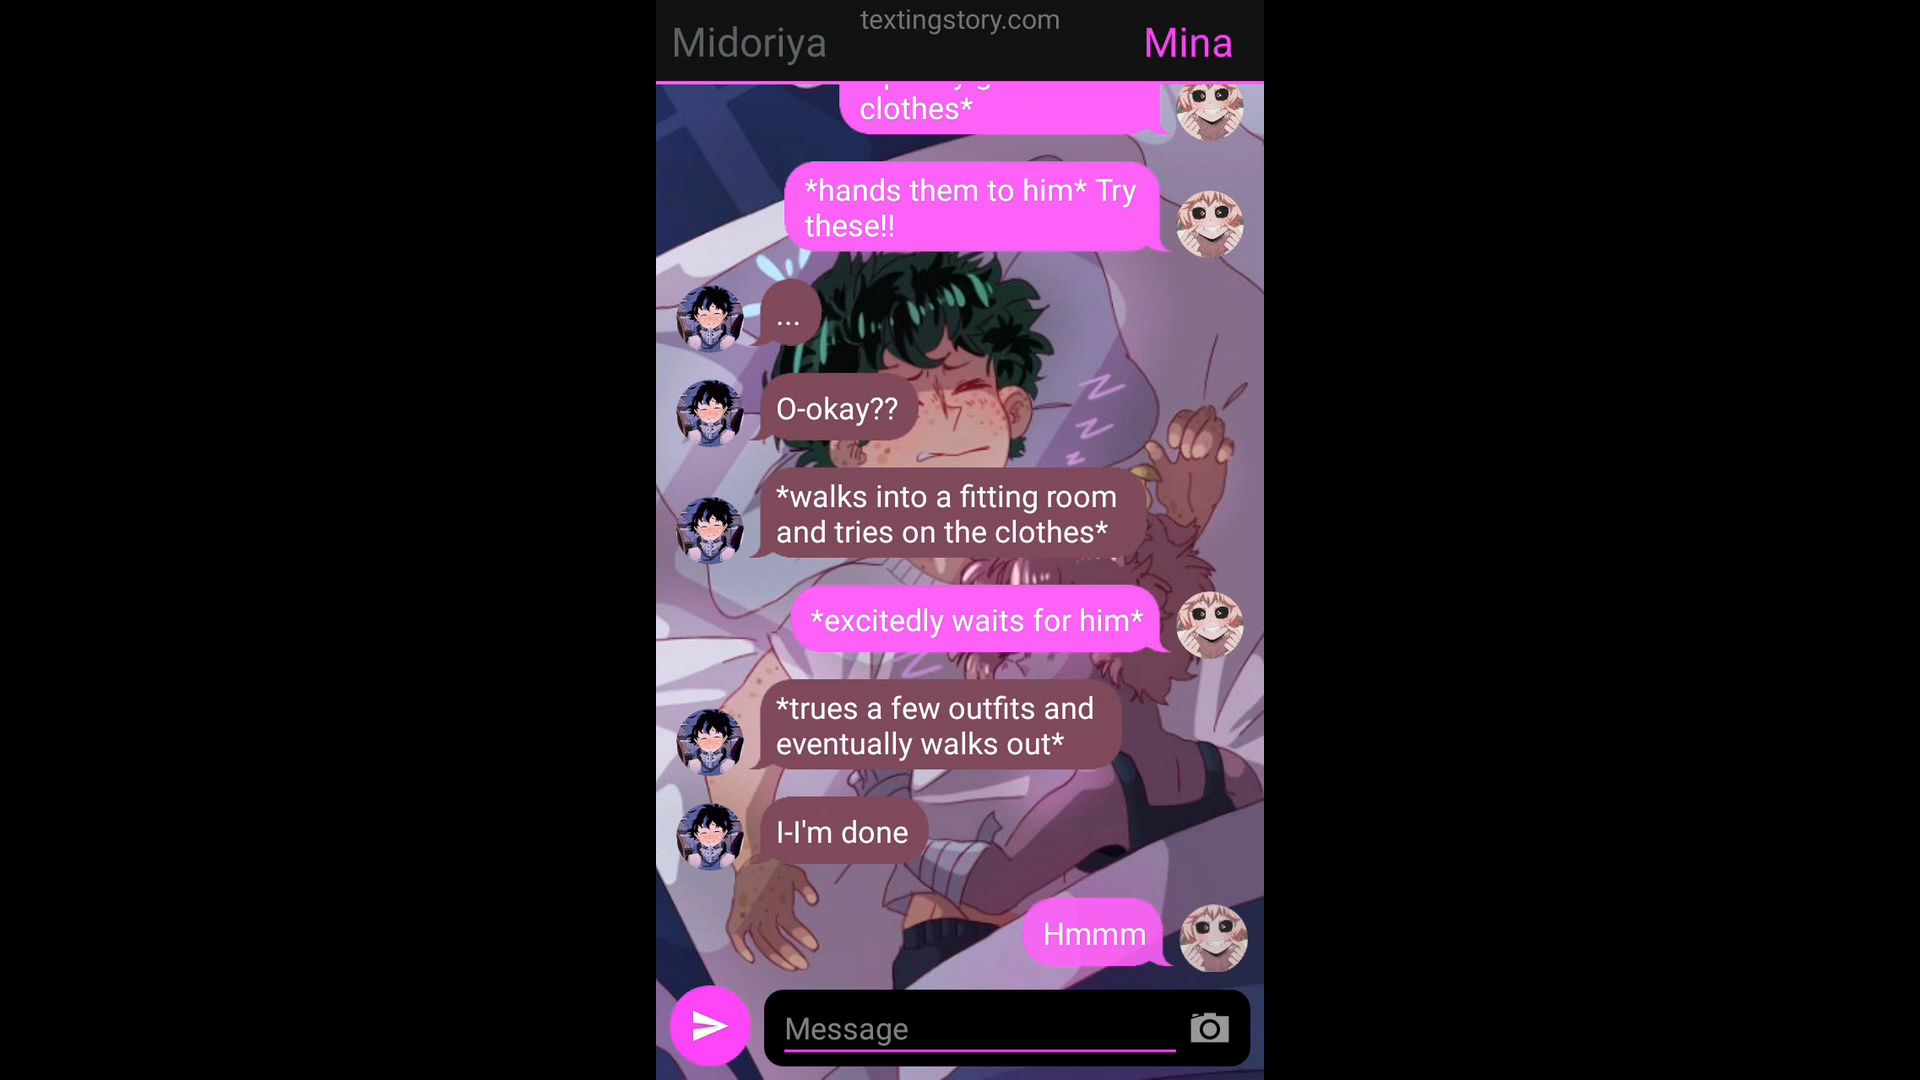 textingstory.com
Midoriya
Mina
clothes*
*hands them to him* Try
these!!
...
O-okay??
*walks into a fitting room
and tries on the clothes*
*excitedly waits for him*
*trues a few outfits and
eventually walks out*
I-I'm done
Hmmm
Message